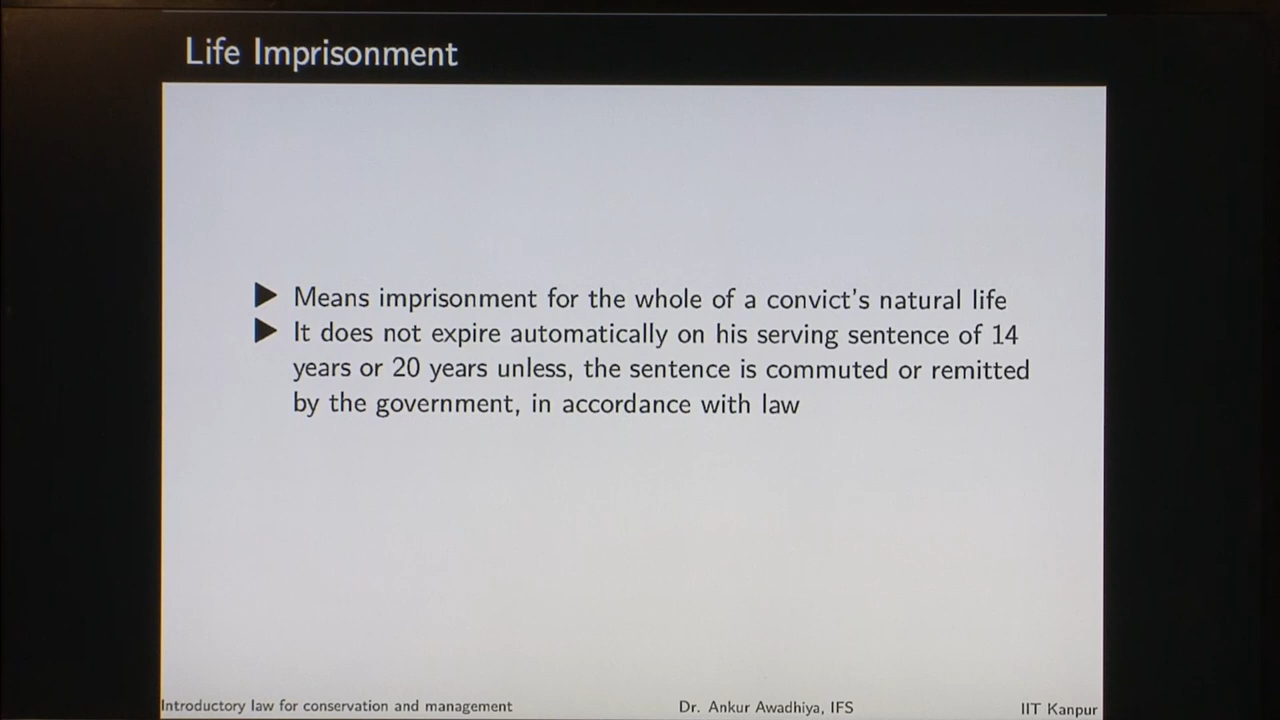 Life Imprisonment
Means imprisonment for the whole of a convict's natural life
It does not expire automatically on his serving sentence of 14
years or 20 years unless, the sentence is commuted or remitted
by the government, in accordance with law
Introductory law for conservation and management Dr. Ankur Awadhiya, IFS IIT Kanpur